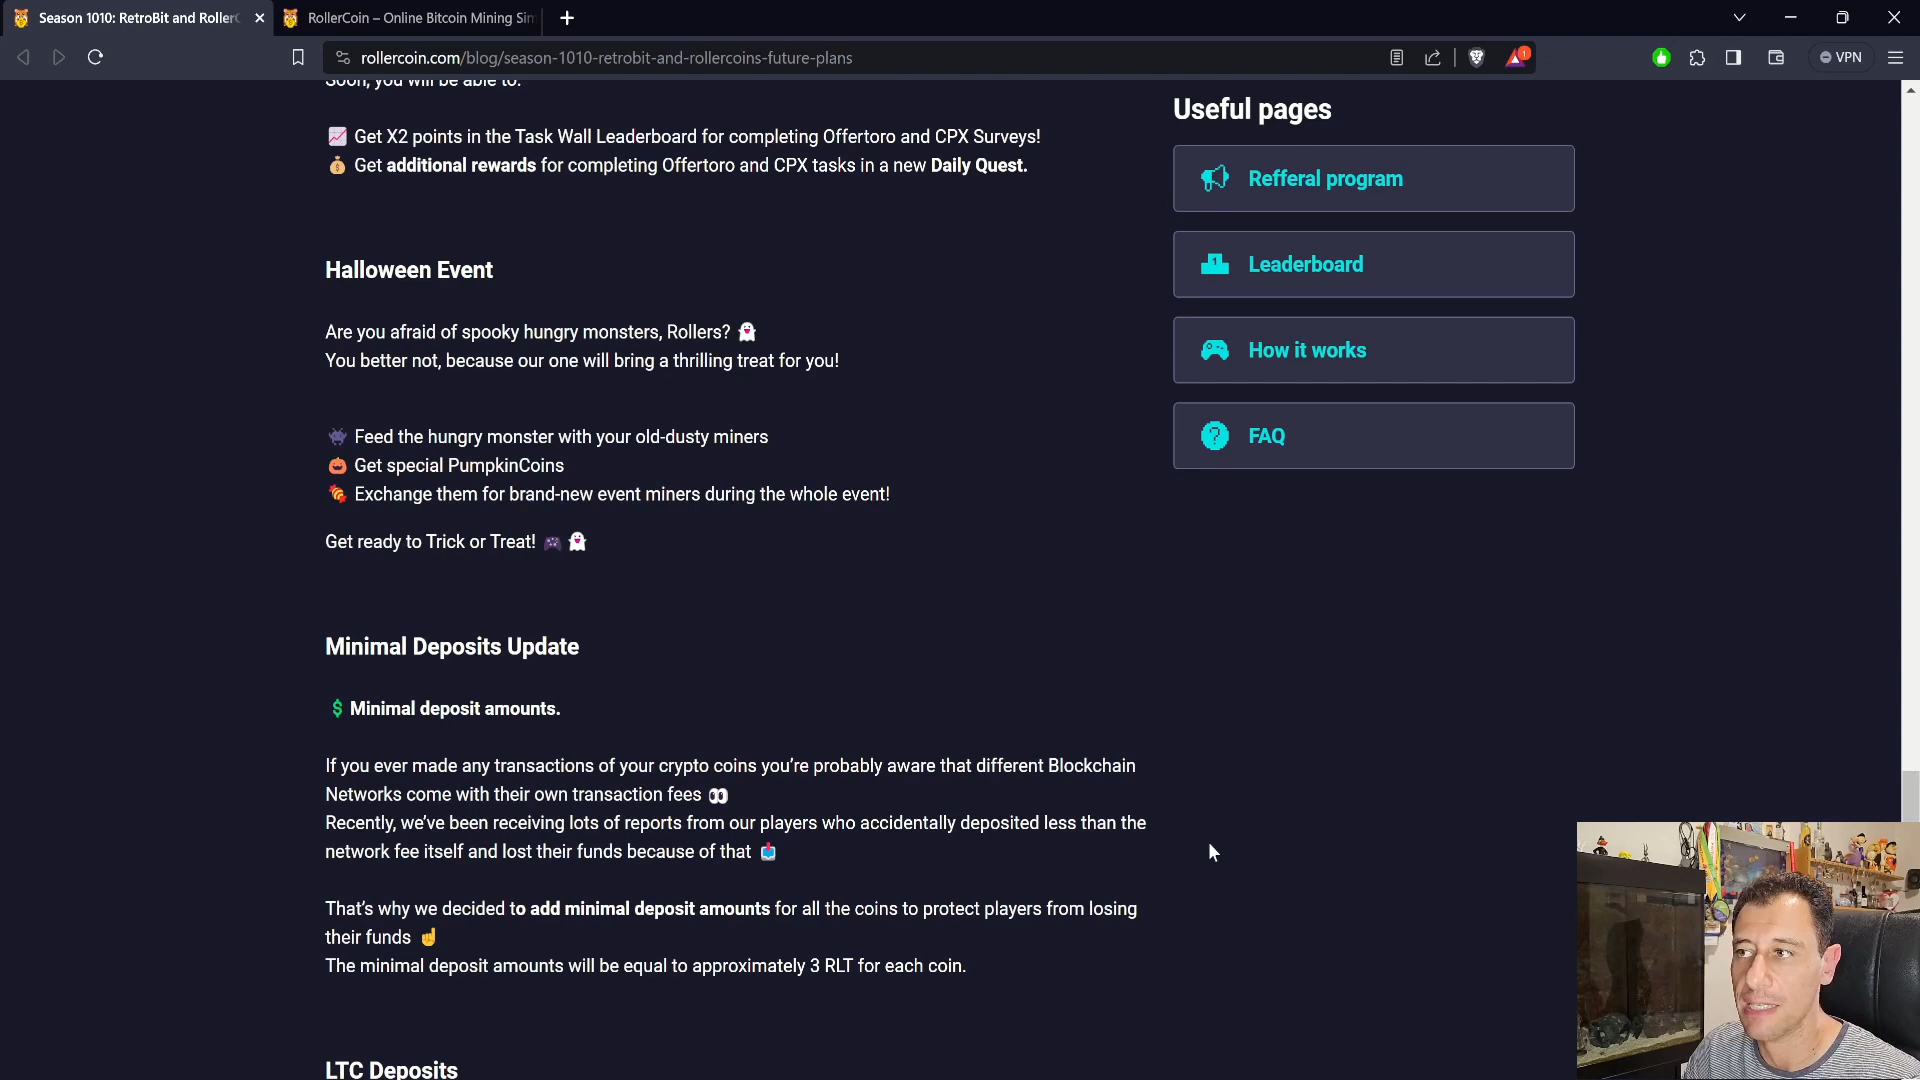 Season 1010: RetroBit and RollerC
RollerCoin – Online Bitcoin Mining Sim
rollercoin.com/blog/season-1010-retrobit-and-rollercoins-future-plans
1
VPN
Soon, you will be able to:
Get X2 points in the Task Wall Leaderboard for completing Offertoro and CPX Surveys!
Get additional rewards for completing Offertoro and CPX tasks in a new Daily Quest.
Halloween Event
Are you afraid of spooky hungry monsters, Rollers?
You better not, because our one will bring a thrilling treat for you!
Feed the hungry monster with your old-dusty miners
Get special PumpkinCoins
Exchange them for brand-new event miners during the whole event!
Get ready to Trick or Treat!
Minimal Deposits Update
Minimal deposit amounts.
If you ever made any transactions of your crypto coins you're probably aware that different Blockchain
Networks come with their own transaction fees
Recently, we've been receiving lots of reports from our players who accidentally deposited less than the
network fee itself and lost their funds because of that
That's why we decided to add minimal deposit amounts for all the coins to protect players from losing
their funds
The minimal deposit amounts will be equal to approximately 3 RLT for each coin.
LTC Deposits
Useful pages
Refferal program
Leaderboard
How it works
FAQ